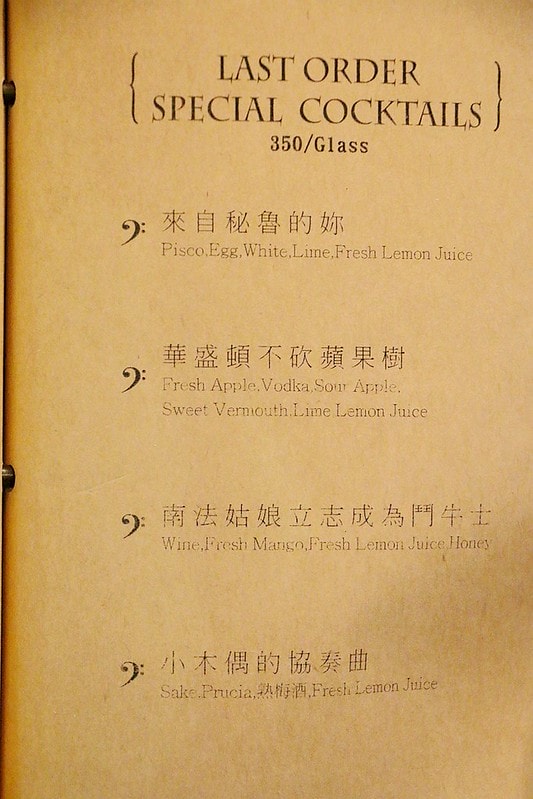 LAST ORDER
SPECIAL COCKTAILS
350/Glass
來自秘魯的妳
Pisco,Egg,White,Lime,Fresh Lemon Juice
華盛頓不砍蘋果樹
Fresh Apple,Vodka,Sour Apple,
Sweet Vermouth,Lime Lemon Juice
南法姑娘立志成為鬥牛士
Wine,Fresh Mango,Fresh Lemon Juice,Honey
小木偶的協奏曲
Sake,Prucia,熟梅酒,Fresh Lemon Juice